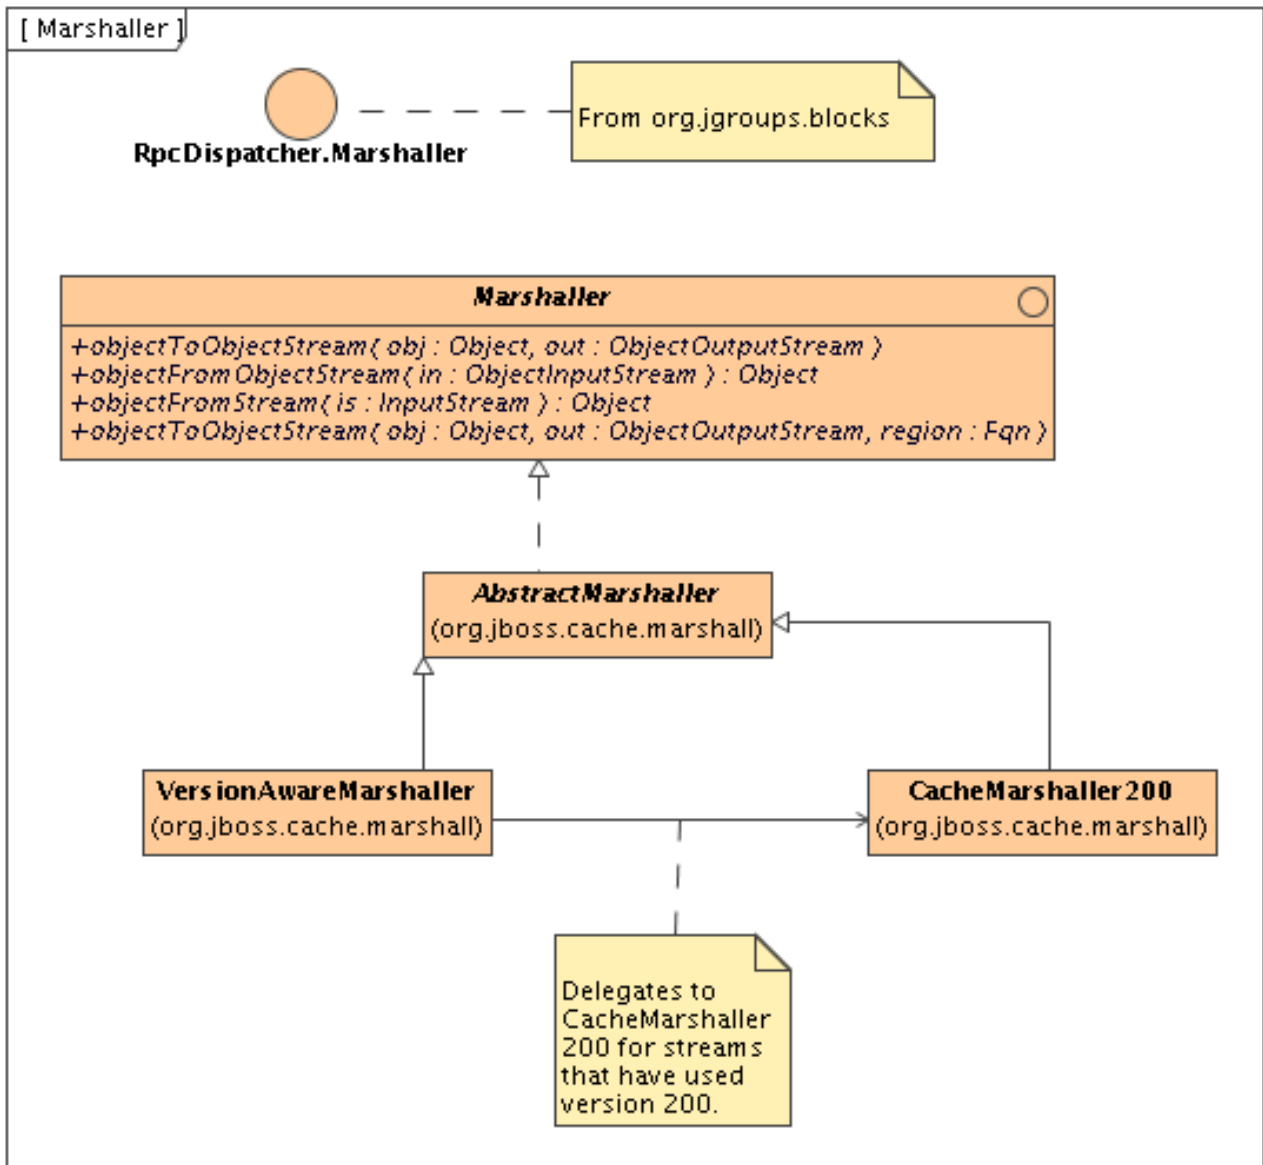 [ Marshaller ]
From org.jgroups.blocks
RpcDispatcher.Marshaller
Marshaller
+objectToObjectStream( obj : Object, out : ObjectOutputStream )
+objectFromObjectStream( in : ObjectInputStream ) : Object
+objectFromStream( is : InputStream ) : Object
+objectToObjectStream( obj : Object, out : ObjectOutputStream, region : Fqn )
AbstractMarshaller
(org.jboss.cache.marshall)
VersionAwareMarshaller
(org.jboss.cache.marshall)
CacheMarshaller200
(org.jboss.cache.marshall)
Delegates to
CacheMarshaller
200 for streams
that have used
version 200.